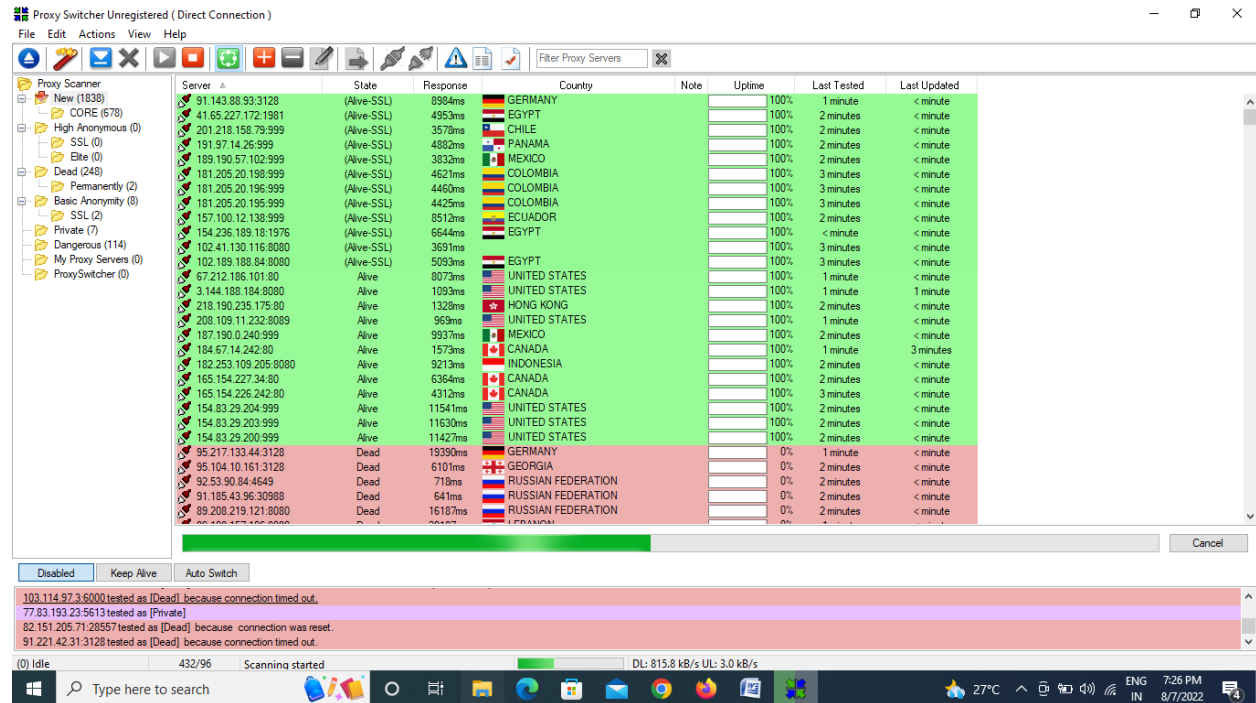 Proxy Switcher Unregistered ( Direct Connection )
File Edit Actions View Help
Filter Proxy Servers
Proxy Scanner
New (1838)
CORE (678)
High Anonymous (0)
SSL (0)
Elite (0)
Dead (248)
Permanently (2)
Basic Anonymity (8)
SSL (2)
Private (7)
Dangerous (114)
My Proxy Servers (0)
ProxySwitcher (0)
Server State Response Country Note Uptime Last Tested Last Updated
91.143.88.93:3128 (Alive-SSL) 8984ms GERMANY 100% 1 minute < minute
41.65.227.172:1981 (Alive-SSL) 4953ms EGYPT 100% 2 minutes < minute
201.218.158.79:999 (Alive-SSL) 3578ms CHILE 100% 2 minutes < minute
191.97.14.26:999 (Alive-SSL) 4882ms PANAMA 100% 2 minutes < minute
189.190.57.102:999 (Alive-SSL) 3832ms MEXICO 100% 2 minutes < minute
181.205.20.198:999 (Alive-SSL) 4621ms COLOMBIA 100% 3 minutes < minute
181.205.20.196:999 (Alive-SSL) 4460ms COLOMBIA 100% 3 minutes < minute
181.205.20.195:999 (Alive-SSL) 4425ms COLOMBIA 100% 3 minutes < minute
157.100.12.138:999 (Alive-SSL) 8512ms ECUADOR 100% 2 minutes < minute
154.236.189.18:1976 (Alive-SSL) 6644ms EGYPT 100% < minute < minute
102.41.130.116:8080 (Alive-SSL) 3691ms 100% 3 minutes < minute
102.189.188.84:8080 (Alive-SSL) 5093ms EGYPT 100% 3 minutes < minute
67.212.186.101:80 Alive 8073ms UNITED STATES 100% 1 minute < minute
3.144.188.184:8080 Alive 1093ms UNITED STATES 100% 1 minute 1 minute
218.190.235.175:80 Alive 1328ms HONG KONG 100% 2 minutes < minute
208.109.11.232:8089 Alive 969ms UNITED STATES 100% 1 minute < minute
187.190.0.240:999 Alive 9937ms MEXICO 100% 2 minutes < minute
184.67.14.242:80 Alive 1573ms CANADA 100% 1 minute 3 minutes
182.253.109.205:8080 Alive 9213ms INDONESIA 100% 2 minutes < minute
165.154.227.34:80 Alive 6364ms CANADA 100% 2 minutes < minute
165.154.226.242:80 Alive 4312ms CANADA 100% 3 minutes < minute
154.83.29.204:999 Alive 11541ms UNITED STATES 100% 2 minutes < minute
154.83.29.203:999 Alive 11630ms UNITED STATES 100% 2 minutes < minute
154.83.29.200:999 Alive 11427ms UNITED STATES 100% 2 minutes < minute
95.217.133.44:3128 Dead 19390ms GERMANY 0% 1 minute < minute
95.104.10.161:3128 Dead 6101ms GEORGIA 0% 2 minutes < minute
92.53.90.84:4649 Dead 718ms RUSSIAN FEDERATION 0% 2 minutes < minute
91.185.43.96:30988 Dead 641ms RUSSIAN FEDERATION 0% 2 minutes < minute
89.208.219.121:8080 Dead 16187ms RUSSIAN FEDERATION 0% 2 minutes < minute
LEBANON
Cancel
Disabled Keep Alive Auto Switch
103.114.97.3:6000 tested as [Dead] because connection timed out.
77.83.193.23:5613 tested as [Private]
82.151.205.71:28557 tested as [Dead] because connection was reset.
91.221.42.31:3128 tested as [Dead] because connection timed out.
(0) Idle 432/96 Scanning started DL: 815.8 kB/s UL: 3.0 kB/s
Type here to search
27°C
ENG
IN
7:26 PM
8/7/2022
4